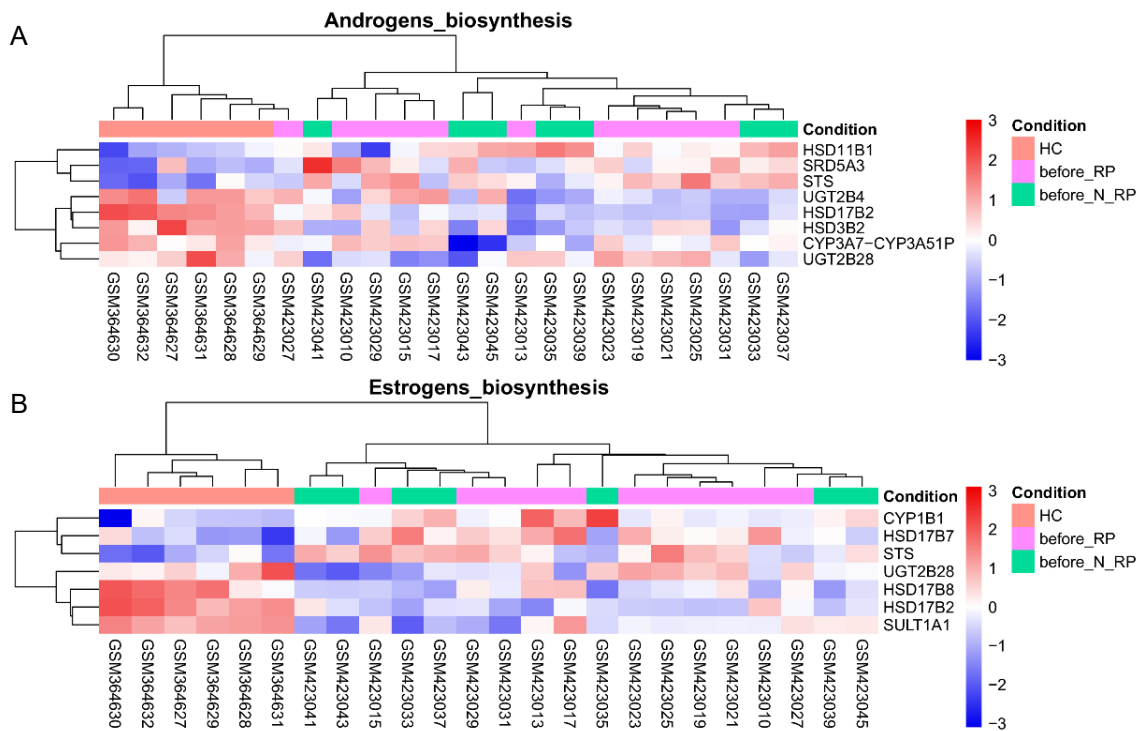 A
Androgens_biosynthesis
Condition
HSD11B1
SRD5A3
STS
UGT2B4
HSD17B2
HSD3B2
CYP3A7−CYP3A51P
UGT2B28
GSM364630
GSM364632
GSM364627
GSM364631
GSM364628
GSM364629
GSM423027
GSM423041
GSM423010
GSM423029
GSM423015
GSM423017
GSM423043
GSM423045
GSM423013
GSM423035
GSM423039
GSM423023
GSM423019
GSM423021
GSM423025
GSM423031
GSM423033
GSM423037
3
2
1
0
−1
−2
−3
Condition
HC
before_RP
before_N_RP
B
Estrogens_biosynthesis
Condition
CYP1B1
HSD17B7
STS
UGT2B28
HSD17B8
HSD17B2
SULT1A1
GSM364630
GSM364632
GSM364627
GSM364629
GSM364628
GSM364631
GSM423041
GSM423043
GSM423015
GSM423033
GSM423037
GSM423029
GSM423031
GSM423013
GSM423017
GSM423035
GSM423023
GSM423025
GSM423019
GSM423021
GSM423010
GSM423027
GSM423039
GSM423045
3
2
1
0
−1
−2
−3
Condition
HC
before_RP
before_N_RP